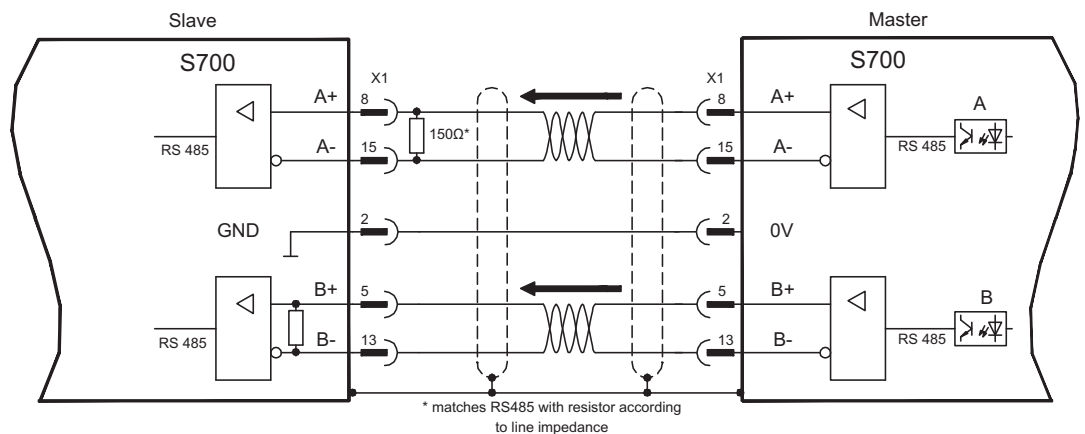 Slave
Master
S700
S700
X1
X1
A+
8
8
A+
A
150Ω*
RS 485
A-
15
15
A-
RS 485
GND
2
2
0V
B+
5
5
B+
B
RS 485
B-
13
13
B-
RS 485
* matches RS485 with resistor according
to line impedance